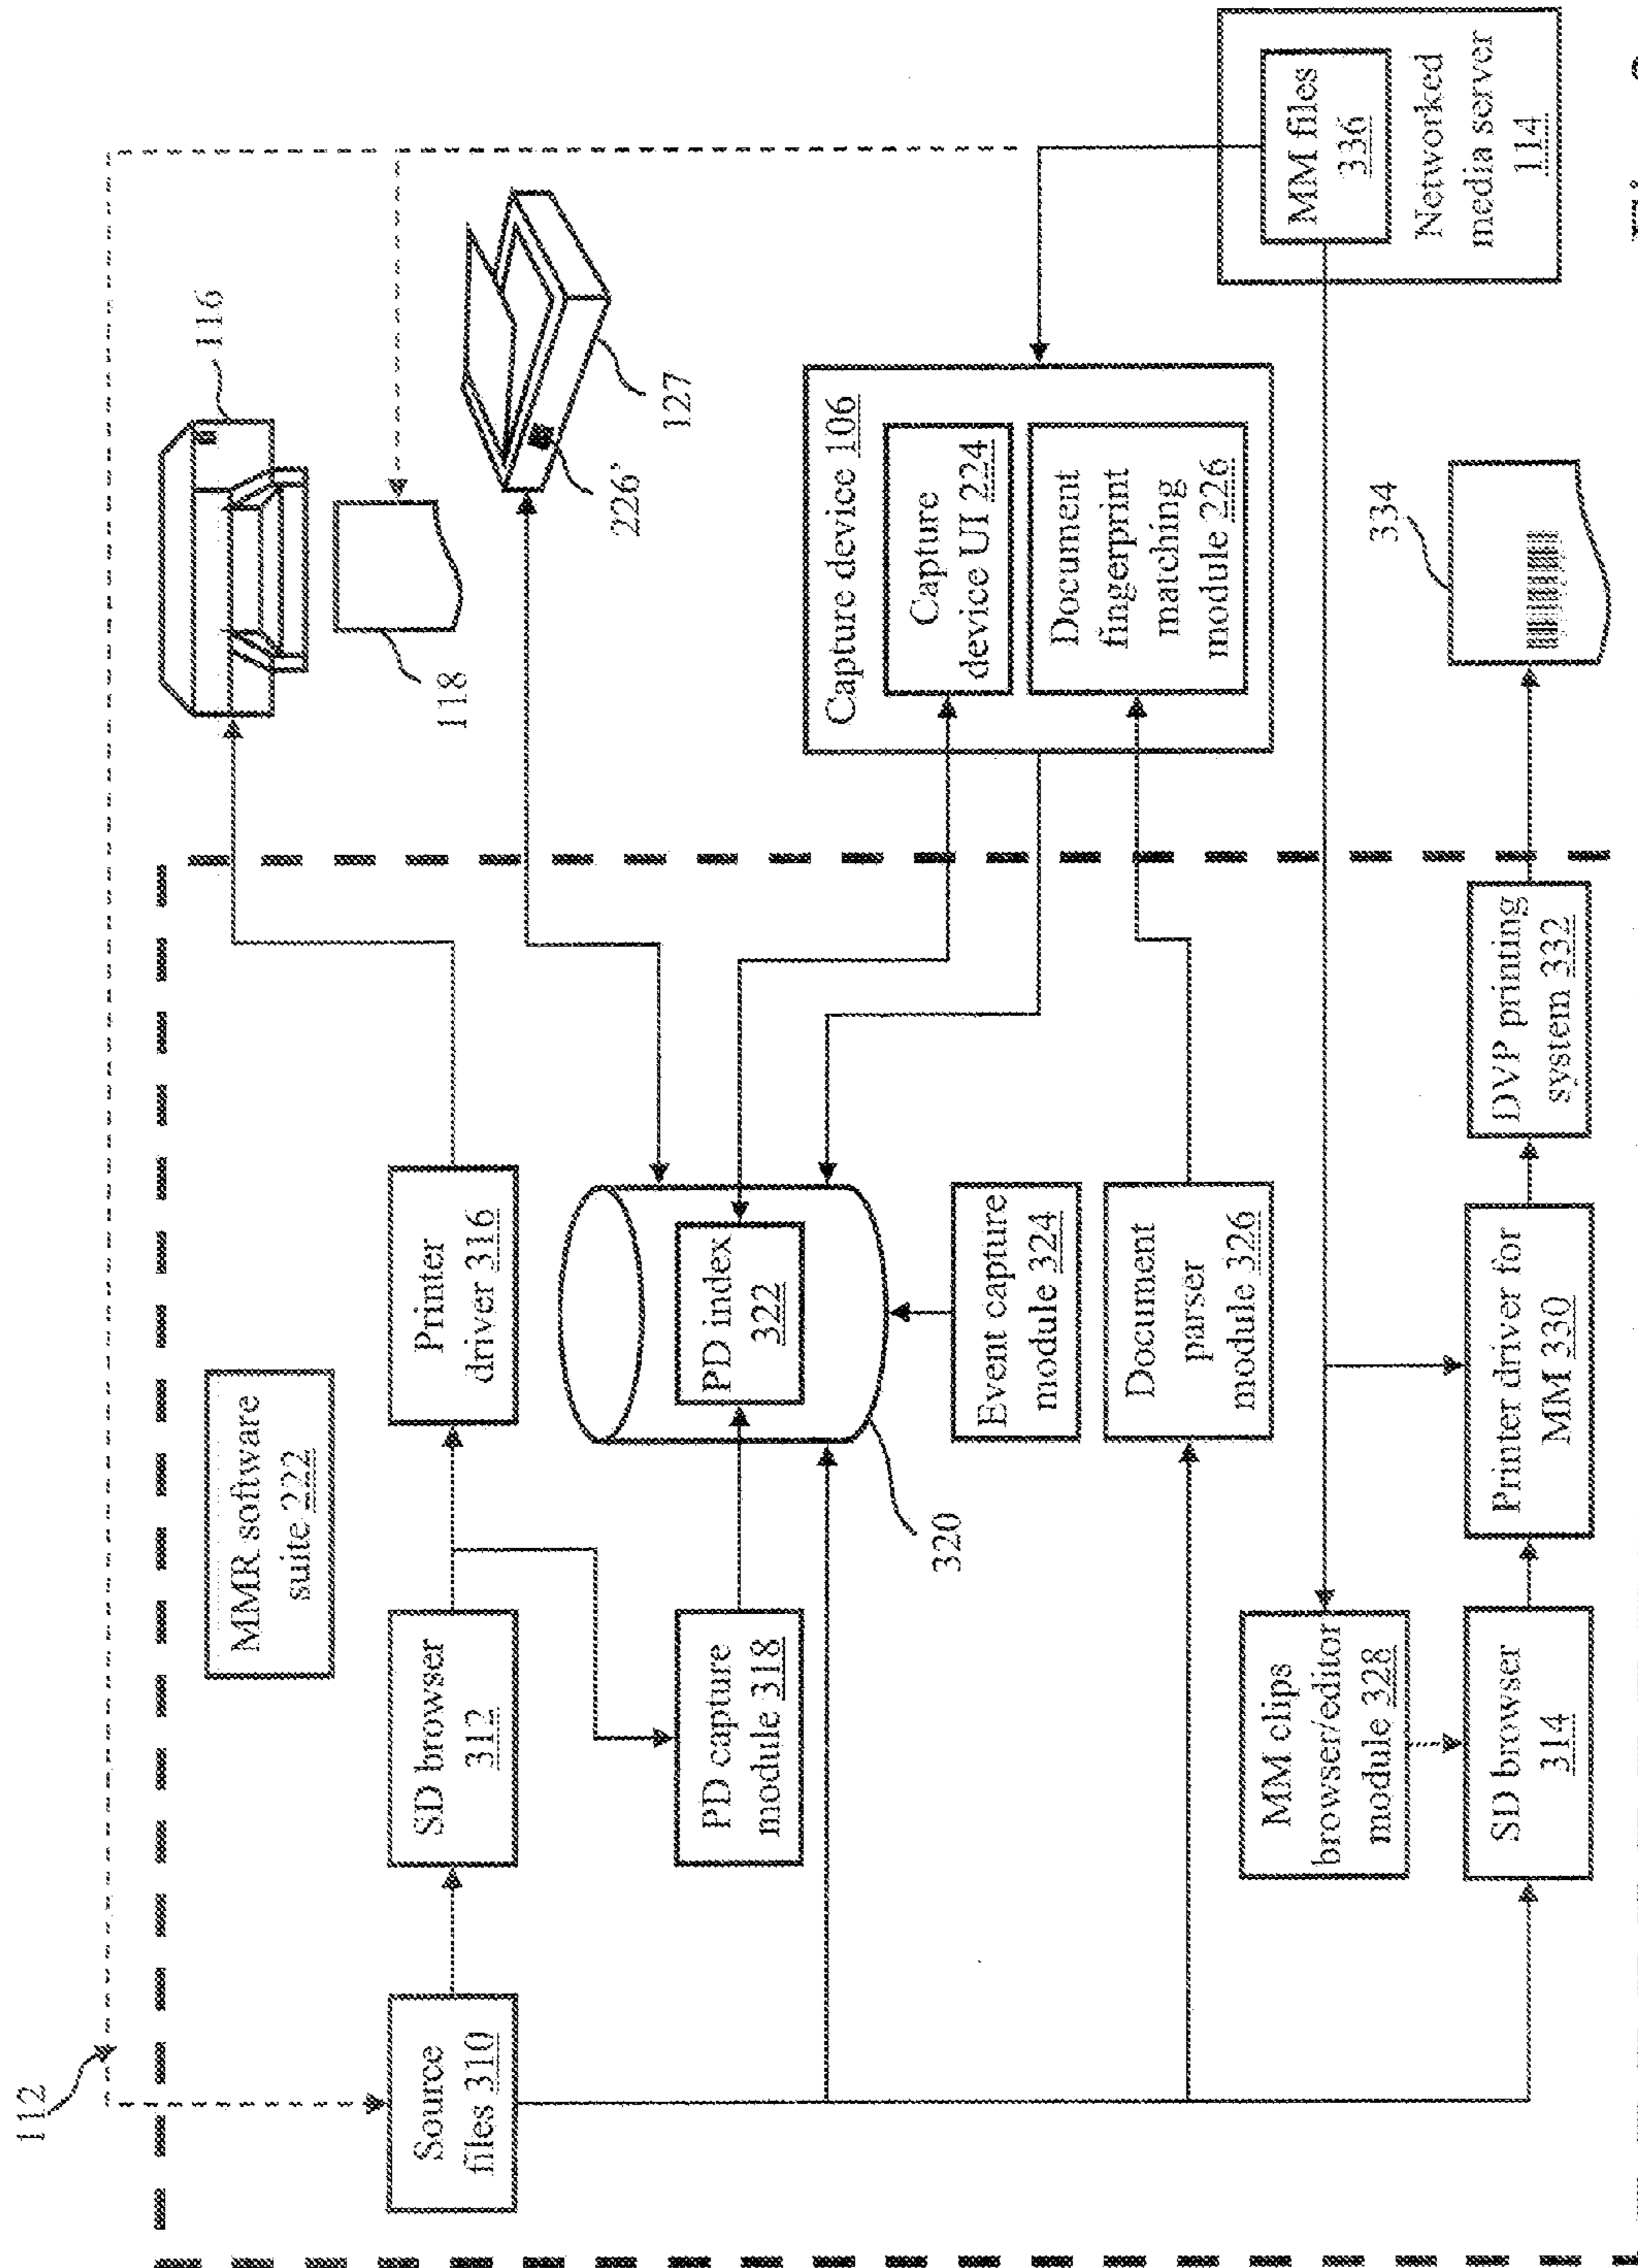 112
MMR software
suite 222
116
118
226'
127
Source
files 310
SD browser
312
Printer
driver 316
PD capture
module 318
PD index
322
320
Event capture
module 324
Document
parser
module 326
Capture device 106
Capture
device UI 224
Document
fingerprint
matching
module 226
MM clips
browser/editor
module 328
SD browser
314
Printer driver for
MM 330
DVP printing
system 332
334
MM files
336
Networked
media server
114